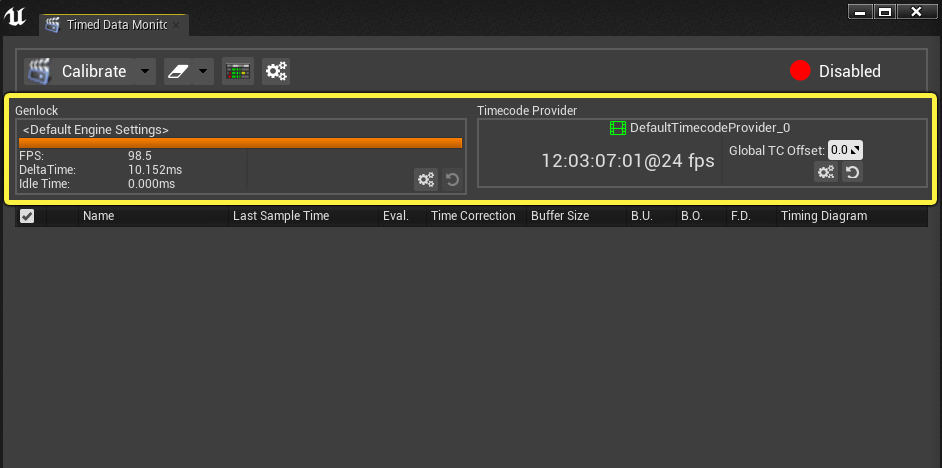 Timed Data Monitc
Calibrate
Disabled
Genlock
Timecode Provider
<Default Engine Settings>
DefaultTimecodeProvider_0
FPS: 98.5
DeltaTime: 10.152ms
Idle Time: 0.000ms
12:03:07:01@24 fps
Global TC Offset: 0.0
Name Last Sample Time Eval. Time Correction Buffer Size B.U. B.O. F.D. Timing Diagram